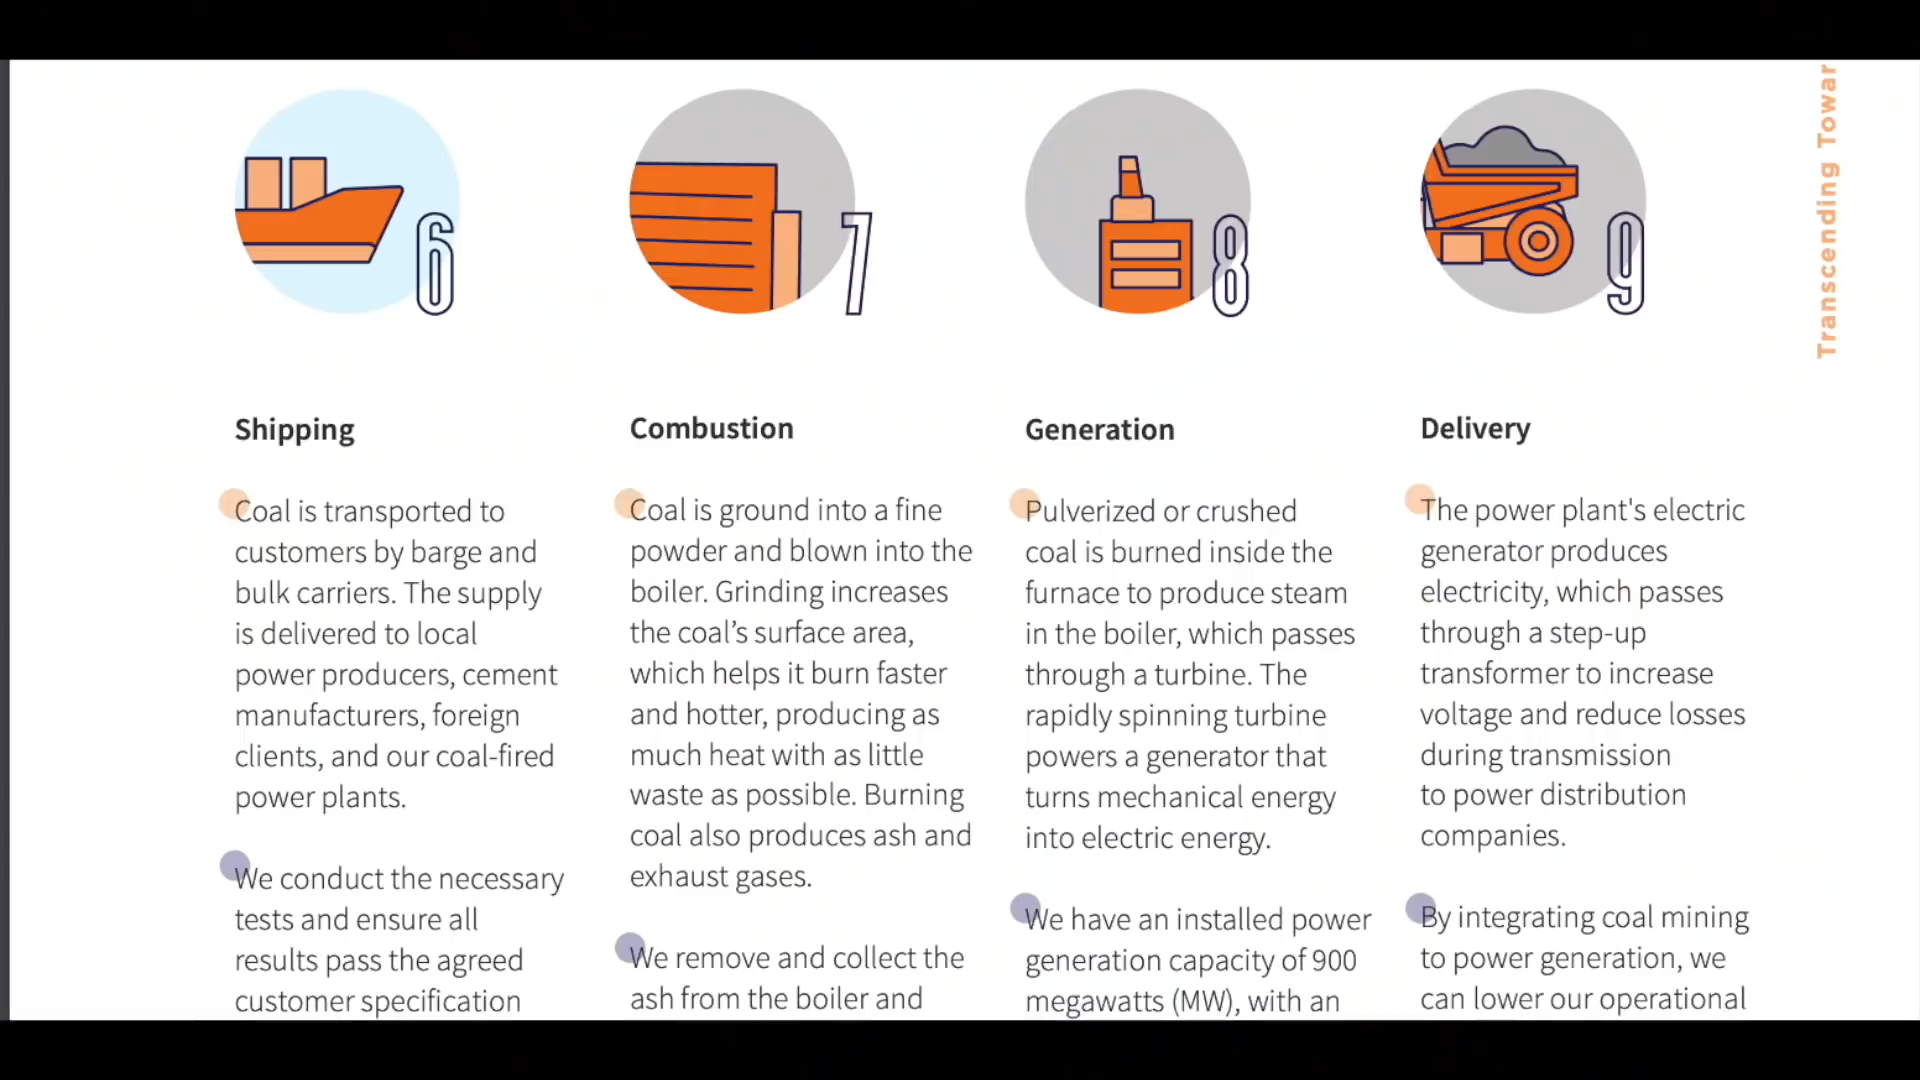 6
7
8
9
Transcending Towar
Shipping
Coal is transported to
customers by barge and
bulk carriers. The supply
is delivered to local
power producers, cement
manufacturers, foreign
clients, and our coal-fired
power plants.
We conduct the necessary
tests and ensure all
results pass the agreed
customer specification
Combustion
Coal is ground into a fine
powder and blown into the
boiler. Grinding increases
the coal’s surface area,
which helps it burn faster
and hotter, producing as
much heat with as little
waste as possible. Burning
coal also produces ash and
exhaust gases.
We remove and collect the
ash from the boiler and
Generation
Pulverized or crushed
coal is burned inside the
furnace to produce steam
in the boiler, which passes
through a turbine. The
rapidly spinning turbine
powers a generator that
turns mechanical energy
into electric energy.
We have an installed power
generation capacity of 900
megawatts (MW), with an
Delivery
The power plant's electric
generator produces
electricity, which passes
through a step-up
transformer to increase
voltage and reduce losses
during transmission
to power distribution
companies.
By integrating coal mining
to power generation, we
can lower our operational